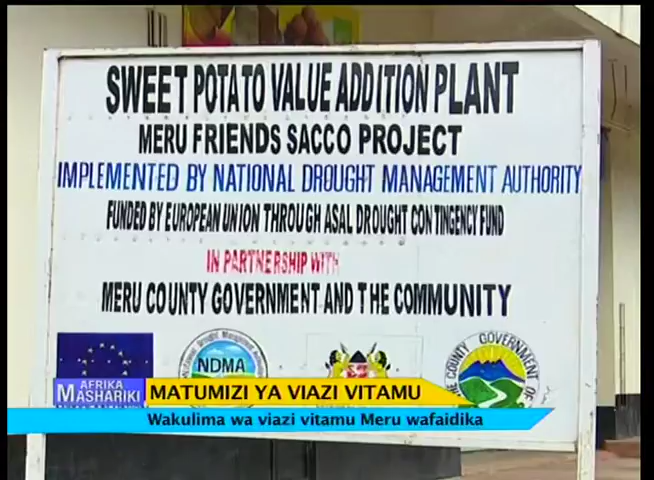 SWEET POTATO VALUE ADDITION PLANT
MERU FRIENDS SACCO PROJECT
IMPLEMENTED BY NATIONAL DROUGHT MANAGEMENT AUTHORITY
FUNDED BY EUROPEAN UNION THROUGH ASAL DROUGHT CONTINGENCY FUND
IN PARTNERSHIP WITH
MERU COUNTY GOVERNMENT AND THE COMMUNITY
NDMA
COUNTY GOVERNMENT
AFRIKA
MASHARIKI
MATUMIZI YA VIAZI VITAMU
Wakulima wa viazi vitamu Meru wafaidika